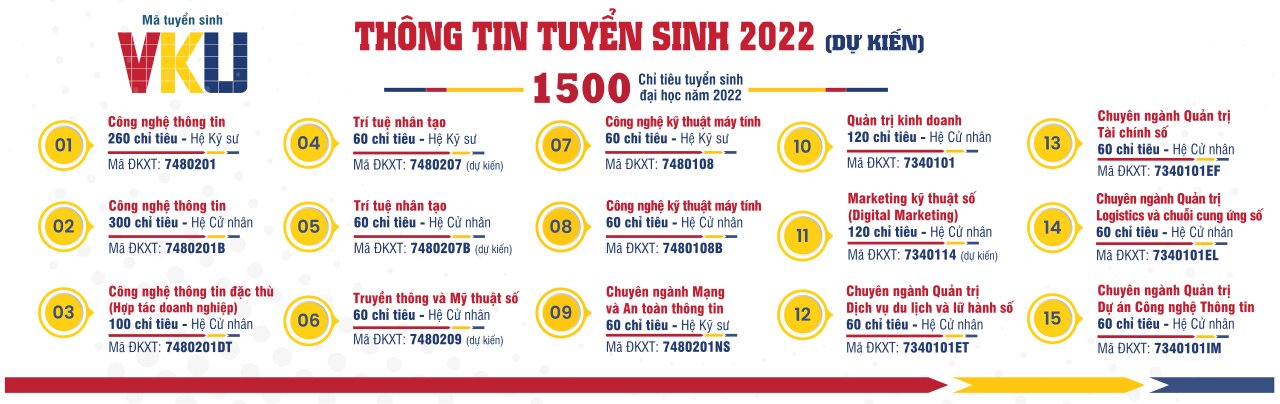 Mã tuyển sinh
VKU
THÔNG TIN TUYỂN SINH 2022 (DỰ KIẾN)
1500 Chỉ tiêu tuyển sinh
đại học năm 2022
01
Công nghệ thông tin
260 chỉ tiêu - Hệ Kỹ sư
Mã ĐKXT: 7480201
02
Công nghệ thông tin
300 chỉ tiêu - Hệ Cử nhân
Mã ĐKXT: 7480201B
03
Công nghệ thông tin đặc thù
(Hợp tác doanh nghiệp)
100 chỉ tiêu - Hệ Cử nhân
Mã ĐKXT: 7480201DT
04
Trí tuệ nhân tạo
60 chỉ tiêu - Hệ Kỹ sư
Mã ĐKXT: 7480207 (dự kiến)
05
Trí tuệ nhân tạo
60 chỉ tiêu - Hệ Cử nhân
Mã ĐKXT: 7480207B (dự kiến)
06
Truyền thông và Mỹ thuật số
60 chỉ tiêu - Hệ Cử nhân
Mã ĐKXT: 7480209 (dự kiến)
07
Công nghệ kỹ thuật máy tính
60 chỉ tiêu - Hệ Kỹ sư
Mã ĐKXT: 7480108
08
Công nghệ kỹ thuật máy tính
60 chỉ tiêu - Hệ Cử nhân
Mã ĐKXT: 7480108B
09
Chuyên ngành Mạng
và An toàn thông tin
60 chỉ tiêu - Hệ Kỹ sư
Mã ĐKXT: 7480201NS
10
Quản trị kinh doanh
120 chỉ tiêu - Hệ Cử nhân
Mã ĐKXT: 7340101
11
Marketing kỹ thuật số
(Digital Marketing)
120 chỉ tiêu - Hệ Cử nhân
Mã ĐKXT: 7340114 (dự kiến)
12
Chuyên ngành Quản trị
Dịch vụ du lịch và lữ hành số
60 chỉ tiêu - Hệ Cử nhân
Mã ĐKXT: 7340101ET
13
Chuyên ngành Quản trị
Tài chính số
60 chỉ tiêu - Hệ Cử nhân
Mã ĐKXT: 7340101EF
14
Chuyên ngành Quản trị
Logistics và chuỗi cung ứng số
60 chỉ tiêu - Hệ Cử nhân
Mã ĐKXT: 7340101EL
15
Chuyên ngành Quản trị
Dự án Công nghệ Thông tin
60 chỉ tiêu - Hệ Cử nhân
Mã ĐKXT: 7340101IM